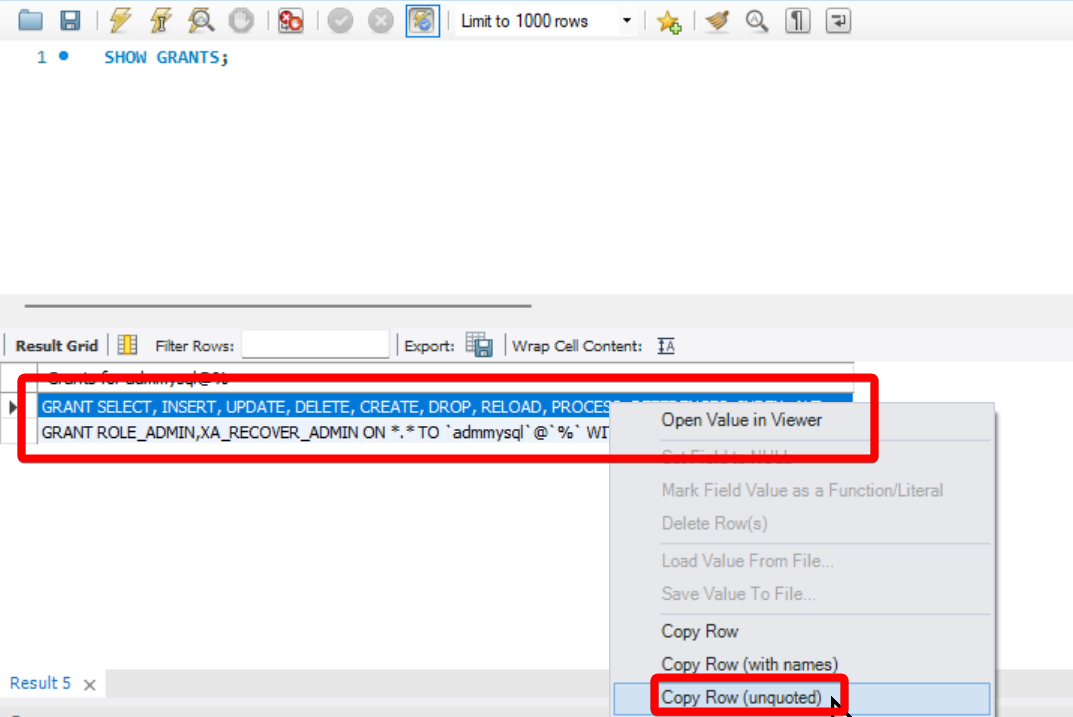 Limit to 1000 rows
1 SHOW GRANTS;
Result Grid Filter Rows: Export: Wrap Cell Content:
Grants for admmysql@%
GRANT SELECT, INSERT, UPDATE, DELETE, CREATE, DROP, RELOAD, PROCESS,
GRANT ROLE_ADMIN,XA_RECOVER_ADMIN ON *.* TO `admmysql`@`%`
Open Value in Viewer
Set Field to NULL
Mark Field Value as a Function/Literal
Delete Row(s)
Load Value From File...
Save Value To File...
Copy Row
Copy Row (with names)
Copy Row (unquoted)
Result 5